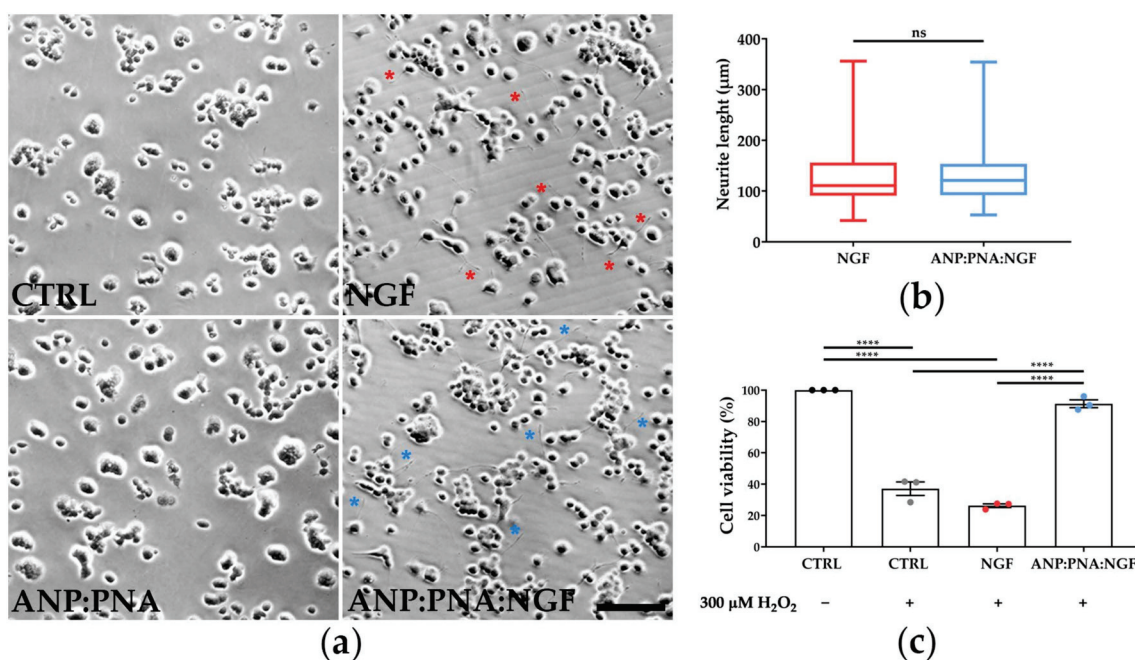 CTRL
NGF
ANP:PNA
ANP:PNA:NGF
(a)
ns
400
300
200
100
0
Neurite lenght (μm)
NGF ANP:PNA:NGF
(b)
****
****
****
****
100
80
60
40
20
0
Cell viability (%)
CTRL CTRL NGF ANP:PNA:NGF
300 μM H₂O₂ − + + +
(c)